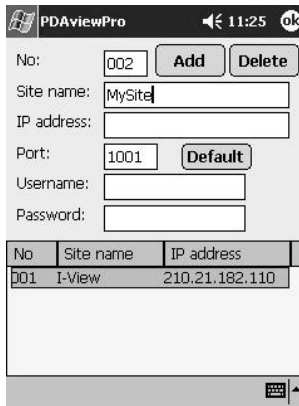 PDAviewPro 11:25 ok
No: 002 Add Delete
Site name: MySite
IP address:
Port: 1001 Default
Username:
Password:
No Site name IP address
001 I-View 210.21.182.110